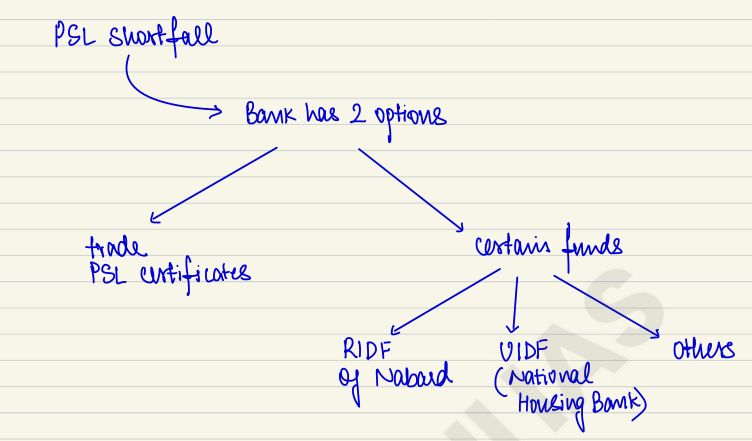 PSL shortfall
Bank has 2 options
trade
PSL certificates
certain funds
RIDF
of Nabard
UIDF
(National
Housing Bank)
others
IAS